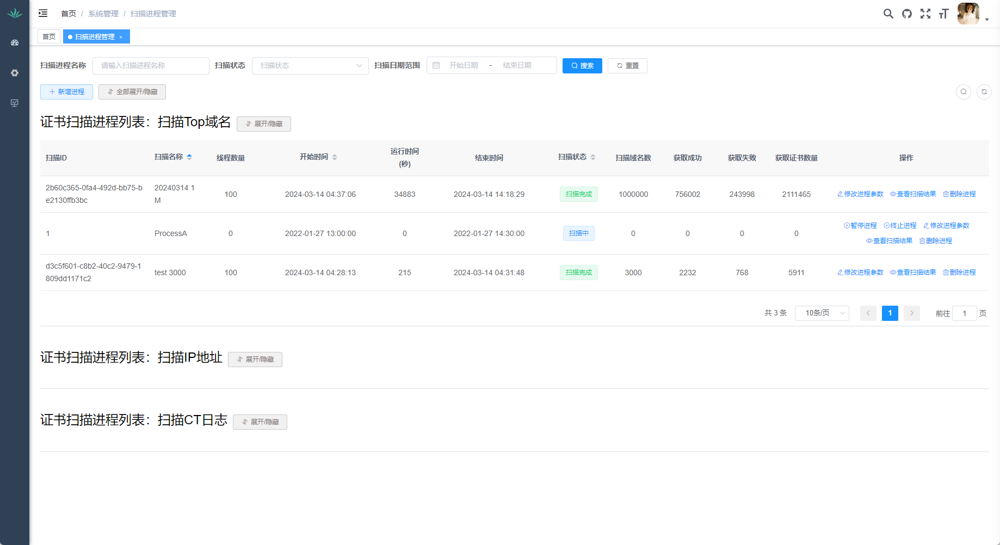 首页 / 系统管理 / 扫描进程管理
首页 扫描进程管理 ×
扫描进程名称 请输入扫描进程名称 扫描状态 扫描状态 扫描日期范围 开始日期 - 结束日期 搜索 重置
新增进程 全部展开/隐藏
证书扫描进程列表：扫描Top域名 展开/隐藏
扫描ID 扫描名称 线程数量 开始时间 运行时间 (秒) 结束时间 扫描状态 扫描域名数 获取成功 获取失败 获取证书数量 操作
2b60c365-0fa4-492d-bb75-b
e2130ffb3bc
20240314 1
M
100 2024-03-14 04:37:06 34883 2024-03-14 14:18:29 扫描完成 1000000 756002 243998 2111465 修改进程参数 查看扫描结果 删除进程
1 ProcessA 0 2022-01-27 13:00:00 0 2022-01-27 14:30:00 扫描中 0 0 0 0 暂停进程 终止进程 修改进程参数
查看扫描结果 删除进程
d3c5f601-c8b2-40c2-9479-1
809dd1171c2
test 3000 100 2024-03-14 04:28:13 215 2024-03-14 04:31:48 扫描完成 3000 2232 768 5911 修改进程参数 查看扫描结果 删除进程
共 3 条 10条/页 1 前往 1 页
证书扫描进程列表：扫描IP地址 展开/隐藏
证书扫描进程列表：扫描CT日志 展开/隐藏